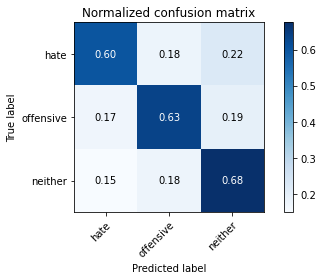 Normalized confusion matrix
True label
hate
0.60 0.18 0.22
offensive
0.17 0.63 0.19
neither
0.15 0.18 0.68
hate
offensive
neither
Predicted label
0.6
0.5
0.4
0.3
0.2